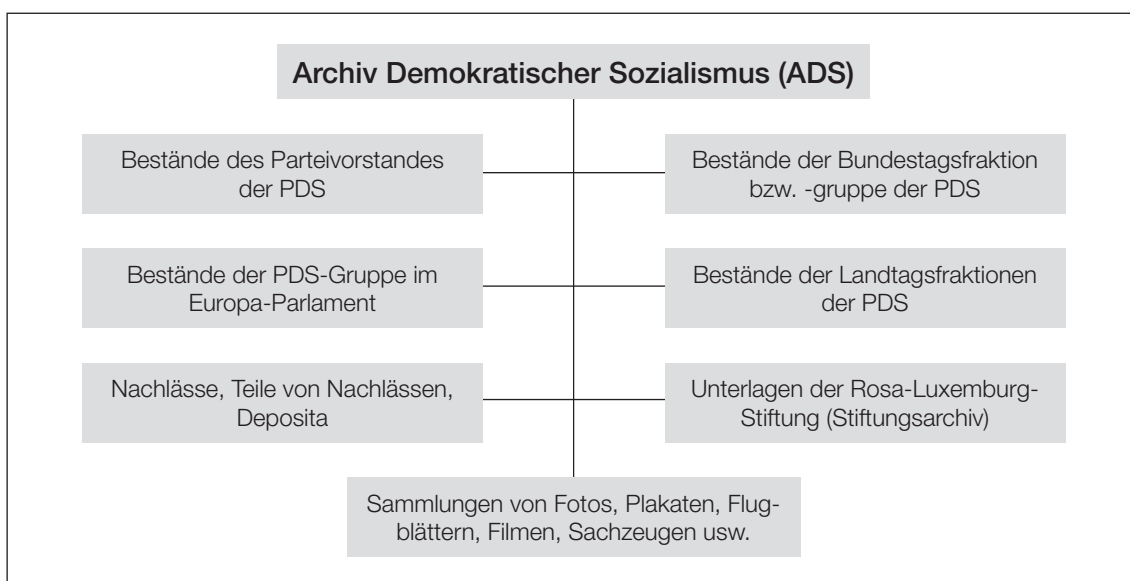 Archiv Demokratischer Sozialismus (ADS)
Bestände des Parteivorstandes
der PDS
Bestände der Bundestagsfraktion
bzw. -gruppe der PDS
Bestände der PDS-Gruppe im
Europa-Parlament
Bestände der Landtagsfraktionen
der PDS
Nachlässe, Teile von Nachlässen,
Deposita
Unterlagen der Rosa-Luxemburg-
Stiftung (Stiftungsarchiv)
Sammlungen von Fotos, Plakaten, Flug-
blättern, Filmen, Sachzeugen usw.